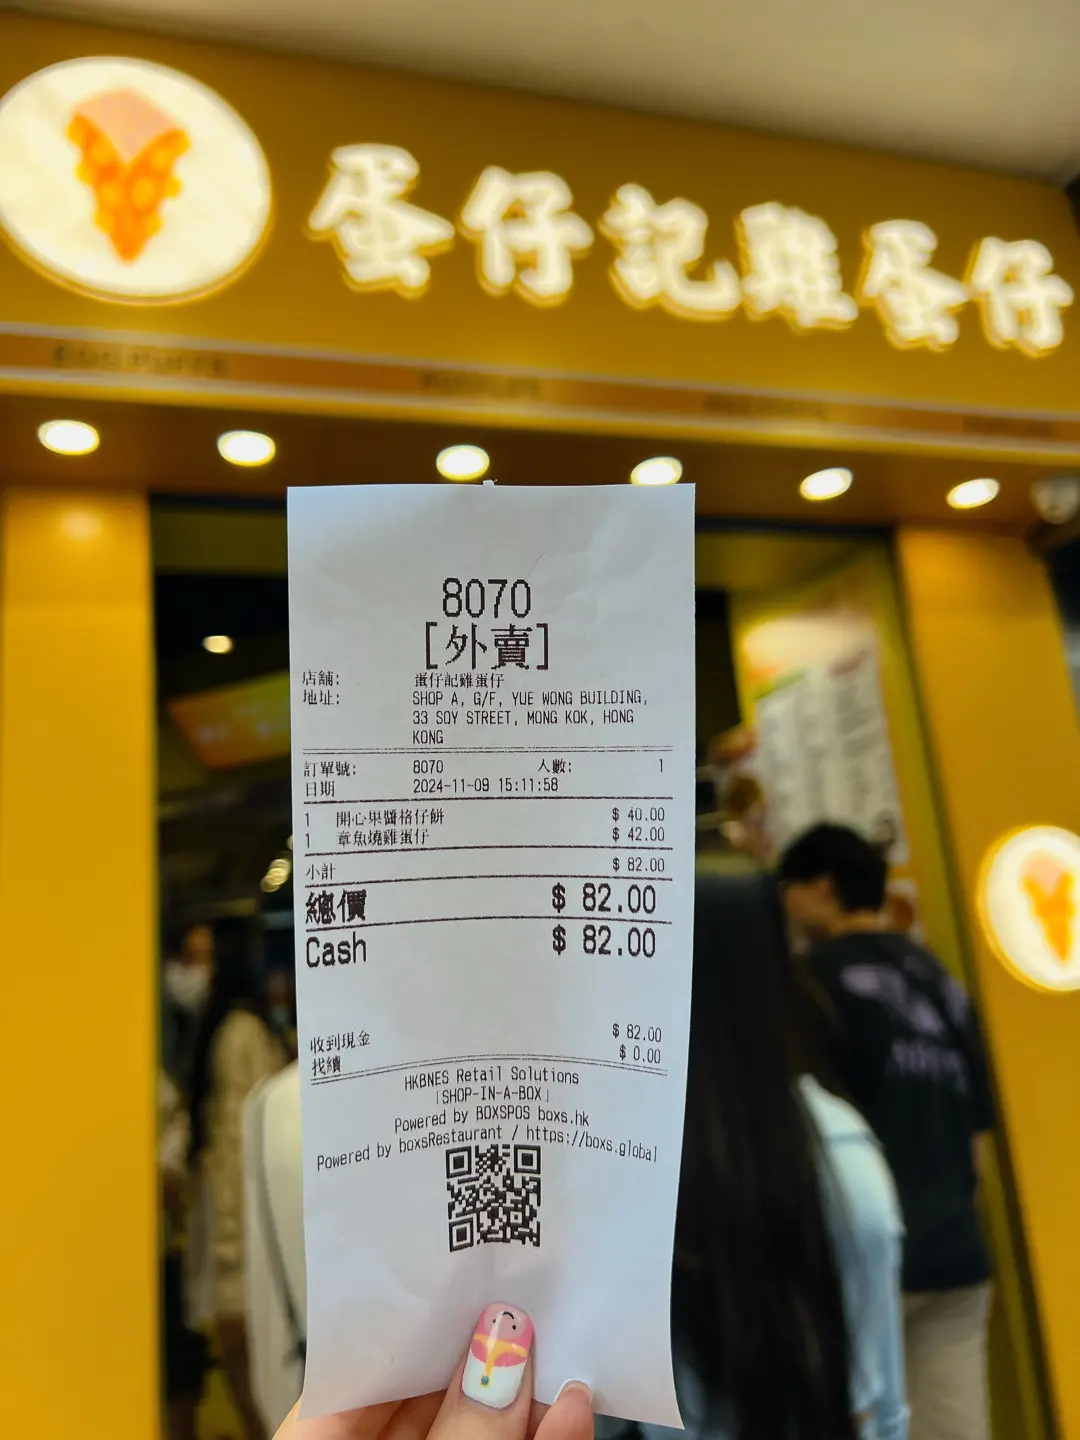 蛋仔記雞蛋仔
EGG PUFFS
8070
[外賣]
店舖: 蛋仔記雞蛋仔
地址: SHOP A, G/F, YUE WONG BUILDING,
33 SOY STREET, MONG KOK, HONG
KONG
訂單號: 8070 人數: 1
日期 2024-11-09 15:11:58
1 開心果醬格仔餅 $ 40.00
1 章魚燒雞蛋仔 $ 42.00
小計 $ 82.00
總價 $ 82.00
Cash $ 82.00
收到現金 $ 82.00
找續 $ 0.00
HKBNES Retail Solutions
[SHOP-IN-A-BOX]
Powered by BOXSPOS boxs.hk
Powered by boxsRestaurant / https://boxs.global